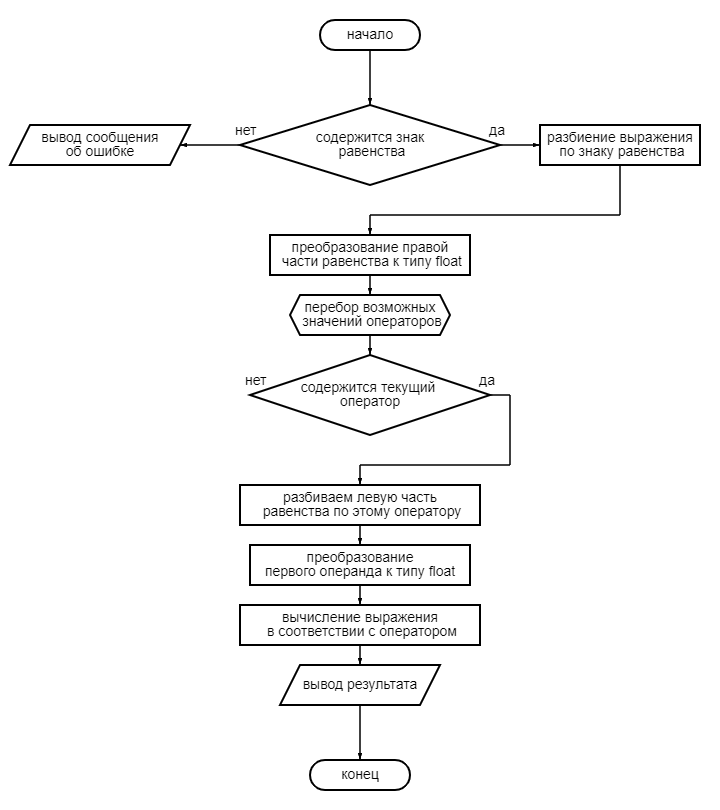 начало
нет
да
содержится знак
равенства
вывод сообщения
об ошибке
разбиение выражения
по знаку равенства
преобразование правой
части равенства к типу float
перебор возможных
значений операторов
нет
да
содержится текущий
оператор
разбиваем левую часть
равенства по этому оператору
преобразование
первого операнда к типу float
вычисление выражения
в соответствии с оператором
вывод результата
конец